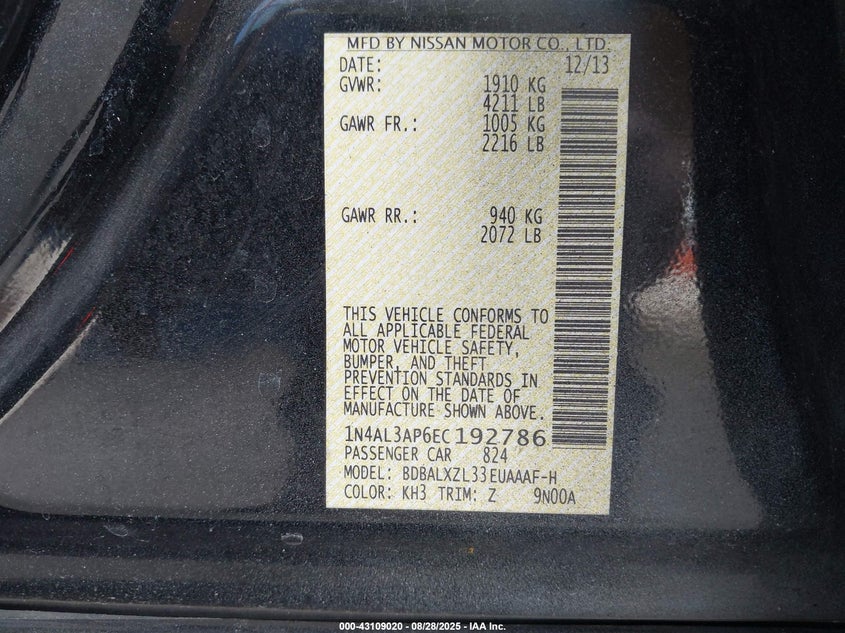 MFD BY NISSAN MOTOR CO., LTD.
DATE: 12/13
GVWR: 1910 KG
4211 LB
GAWR FR.: 1005 KG
2216 LB
GAWR RR.: 940 KG
2072 LB
THIS VEHICLE CONFORMS TO
ALL APPLICABLE FEDERAL
MOTOR VEHICLE SAFETY,
BUMPER, AND THEFT
PREVENTION STANDARDS IN
EFFECT ON THE DATE OF
MANUFACTURE SHOWN ABOVE.
1N4AL3AP6EC192786
PASSENGER CAR 824
MODEL: BDBALXZL33EUAAAF-H
COLOR: KH3 TRIM: Z 9N00A
000-43109020 - 08/28/2025 - IAA Inc.